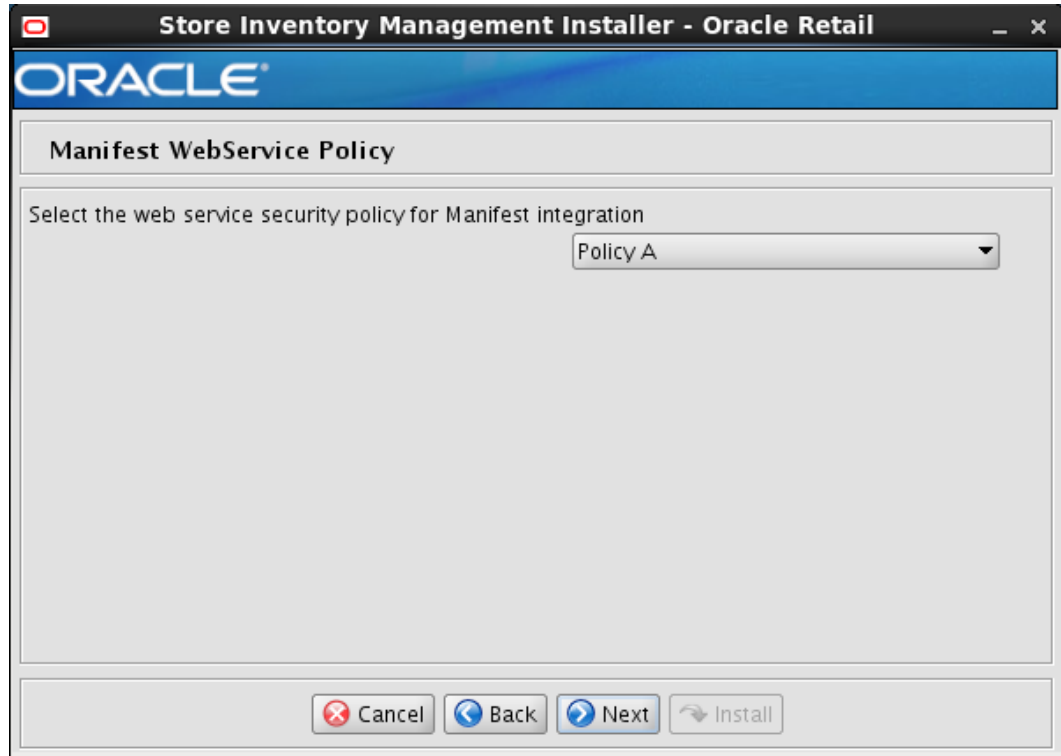 Store Inventory Management Installer - Oracle Retail
ORACLE®
Manifest WebService Policy
Select the web service security policy for Manifest integration
Policy A
Cancel Back Next Install